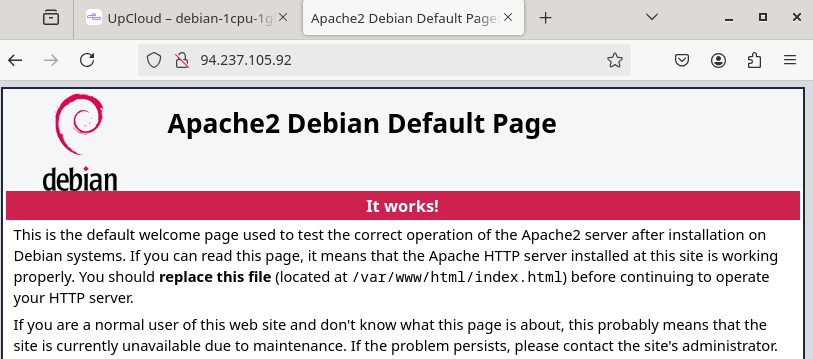 UpCloud – debian-1cpu-1g
Apache2 Debian Default Page:
94.237.105.92
debian
Apache2 Debian Default Page
It works!
This is the default welcome page used to test the correct operation of the Apache2 server after installation on
Debian systems. If you can read this page, it means that the Apache HTTP server installed at this site is working
properly. You should replace this file (located at /var/www/html/index.html) before continuing to operate
your HTTP server.
If you are a normal user of this web site and don't know what this page is about, this probably means that the
site is currently unavailable due to maintenance. If the problem persists, please contact the site's administrator.